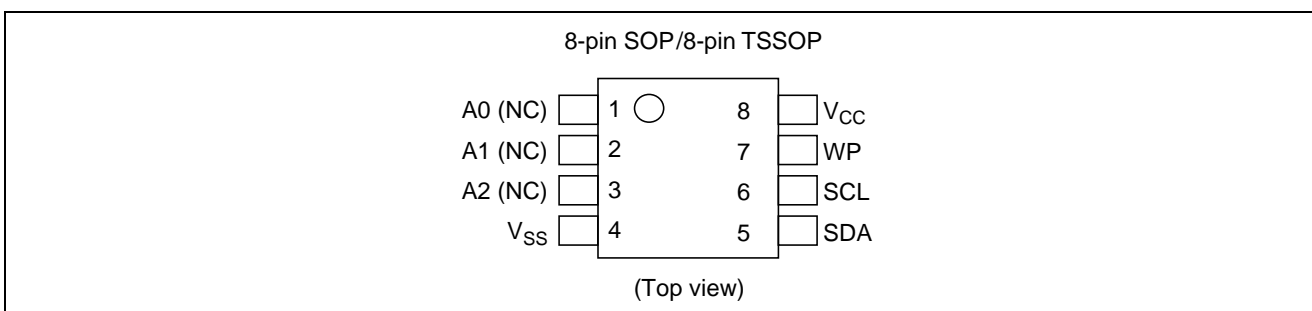 8-pin SOP/8-pin TSSOP
A0 (NC) 1 8 VCC
A1 (NC) 2 7 WP
A2 (NC) 3 6 SCL
VSS 4 5 SDA
(Top view)